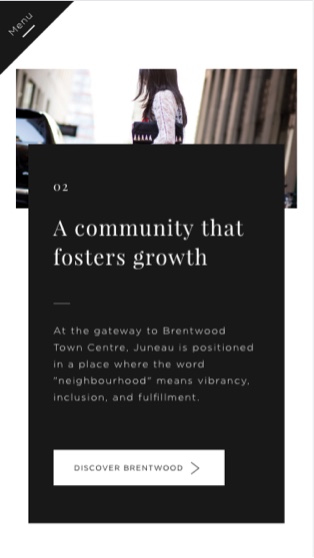 Menu
02
A community that
fosters growth
At the gateway to Brentwood
Town Centre, Juneau is positioned
in a place where the word
"neighbourhood" means vibrancy,
inclusion, and fulfillment.
DISCOVER BRENTWOOD